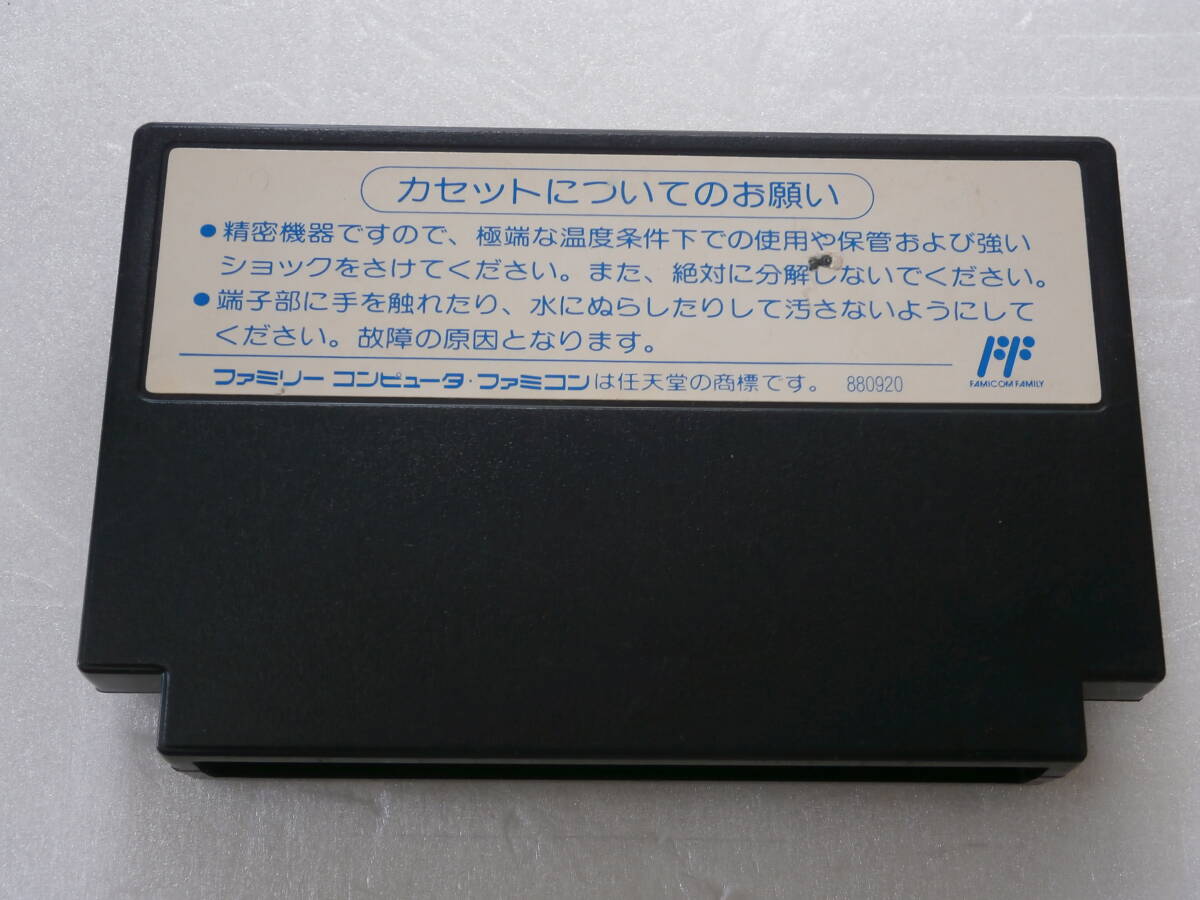 カセットについてのお願い
●精密機器ですので、極端な温度条件下での使用や保管および強い
ショックをさけてください。また、絶対に分解しないでください。
●端子部に手を触れたり、水にぬらしたりして汚さないようにして
ください。故障の原因となります。
FF
FAMICOM FAMILY
ファミリー コンピュータ・ファミコンは任天堂の商標です。 880920